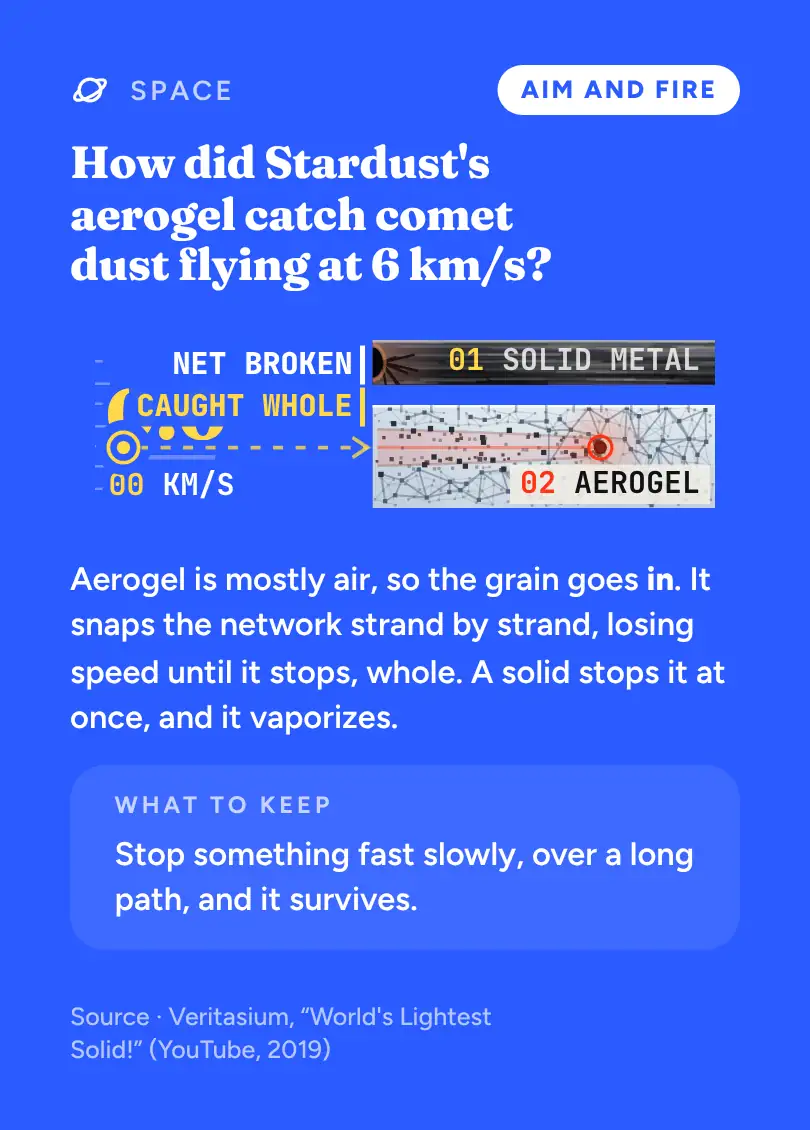 SPACE
AIM AND FIRE
How did Stardust's
aerogel catch comet
dust flying at 6 km/s?
NET BROKEN
01 SOLID METAL
CAUGHT WHOLE
00 KM/S
02 AEROGEL
Aerogel is mostly air, so the grain goes in. It
snaps the network strand by strand, losing
speed until it stops, whole. A solid stops it at
once, and it vaporizes.
WHAT TO KEEP
Stop something fast slowly, over a long
path, and it survives.
Source · Veritasium, “World's Lightest
Solid!” (YouTube, 2019)